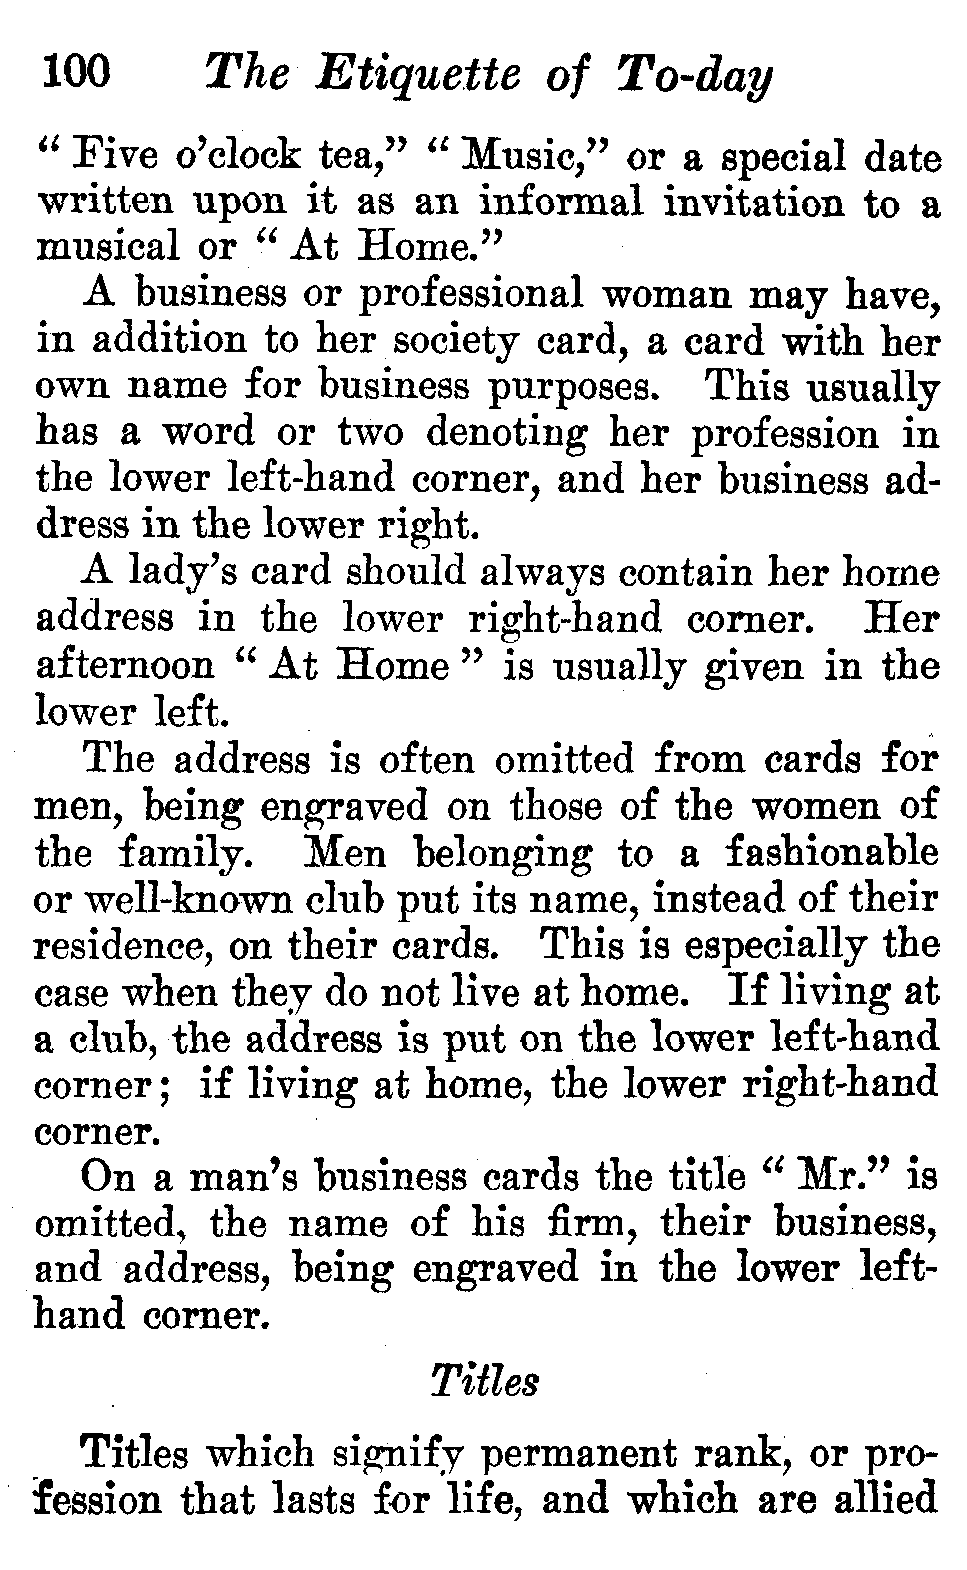 100 The Etiquette of To-day
“ Five o’clock tea,” “ Music,” or a special date
written upon it as an informal invitation to a
musical or “ At Home.”
A business or professional woman may have,
in addition to her society card, a card with her
own name for business purposes. This usually
has a word or two denoting her profession in
the lower left-hand corner, and her business ad-
dress in the lower right.
A lady’s card should always contain her home
address in the lower right-hand corner. Her
afternoon “ At Home ” is usually given in the
lower left.
The address is often omitted from cards for
men, being engraved on those of the women of
the family. Men belonging to a fashionable
or well-known club put its name, instead of their
residence, on their cards. This is especially the
case when they do not live at home. If living at
a club, the address is put on the lower left-hand
corner; if living at home, the lower right-hand
corner.
On a man’s business cards the title “ Mr.” is
omitted, the name of his firm, their business,
and address, being engraved in the lower left-
hand corner.
Titles
Titles which signify permanent rank, or pro-
fession that lasts for life, and which are allied